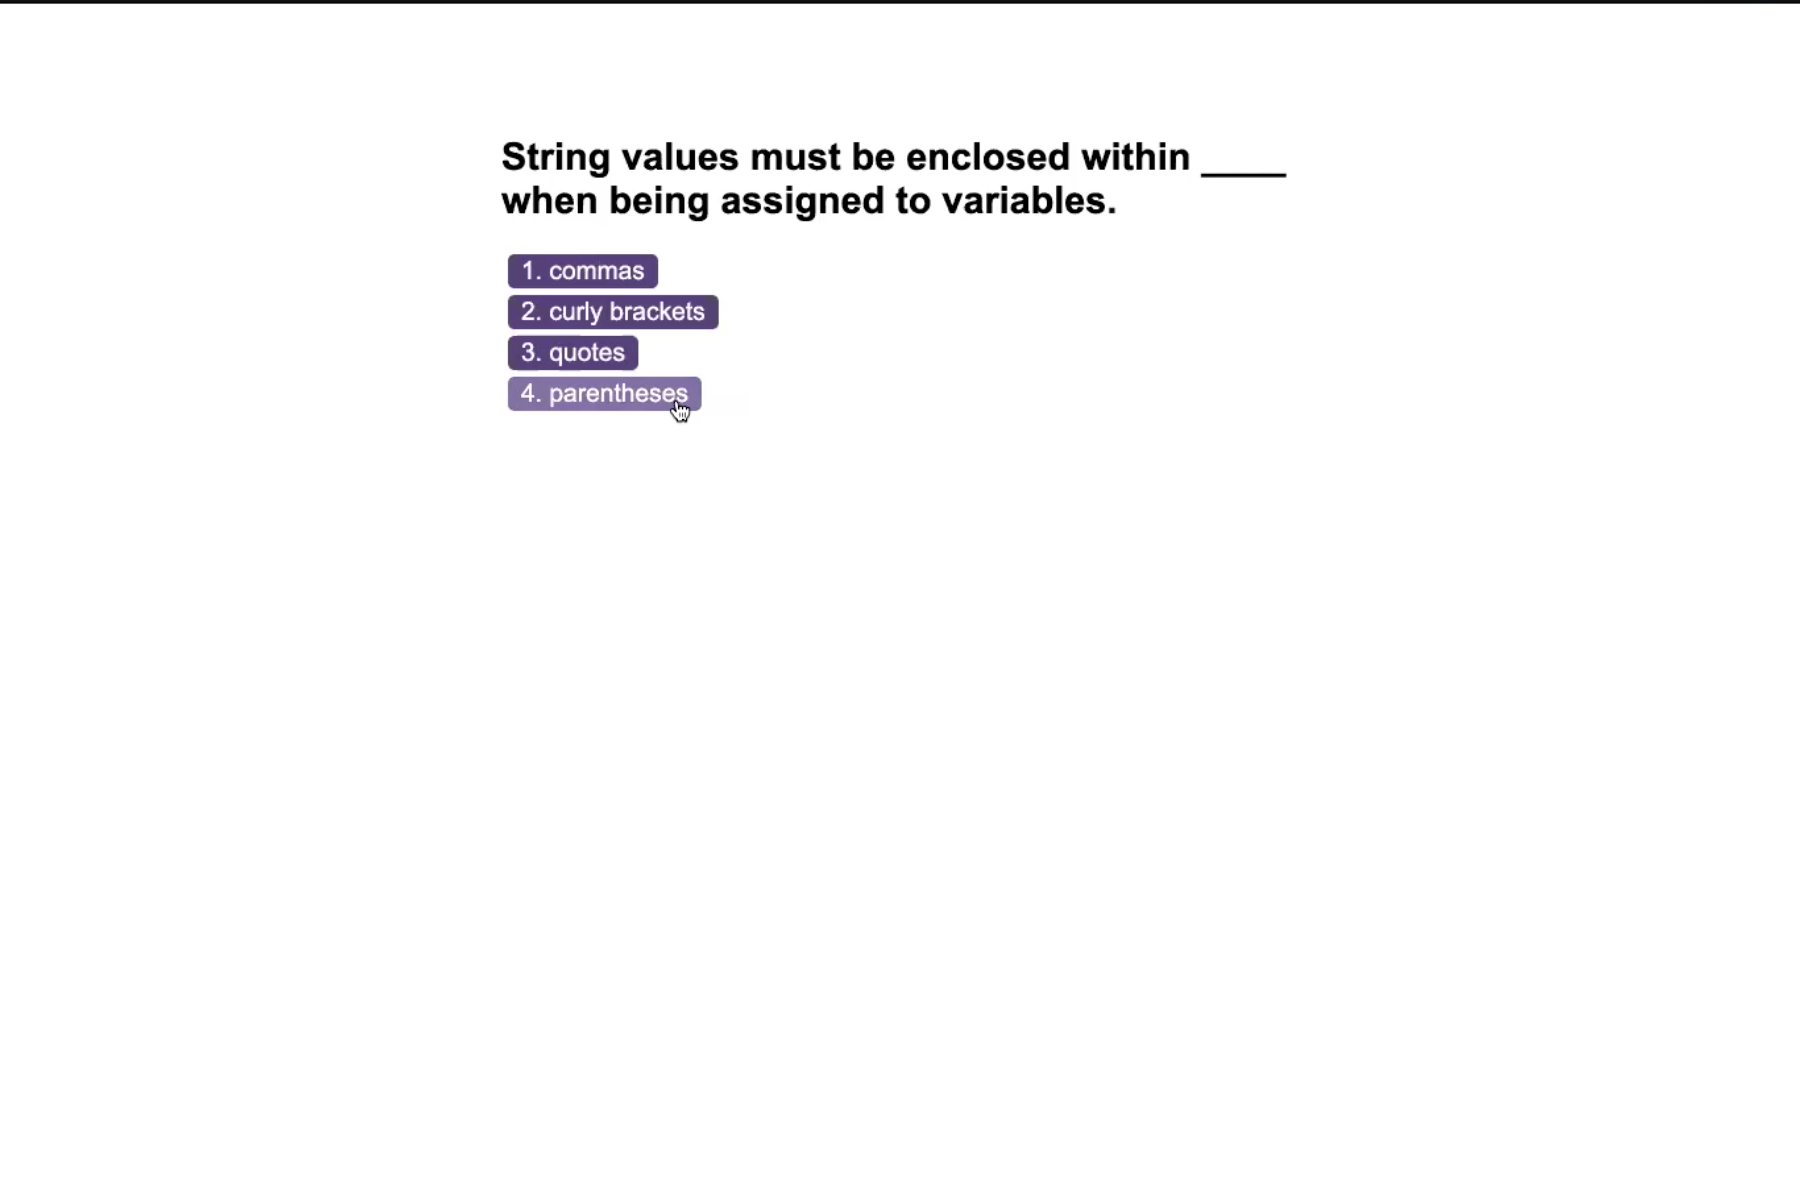 String values must be enclosed within ____
when being assigned to variables.
1. commas
2. curly brackets
3. quotes
4. parentheses